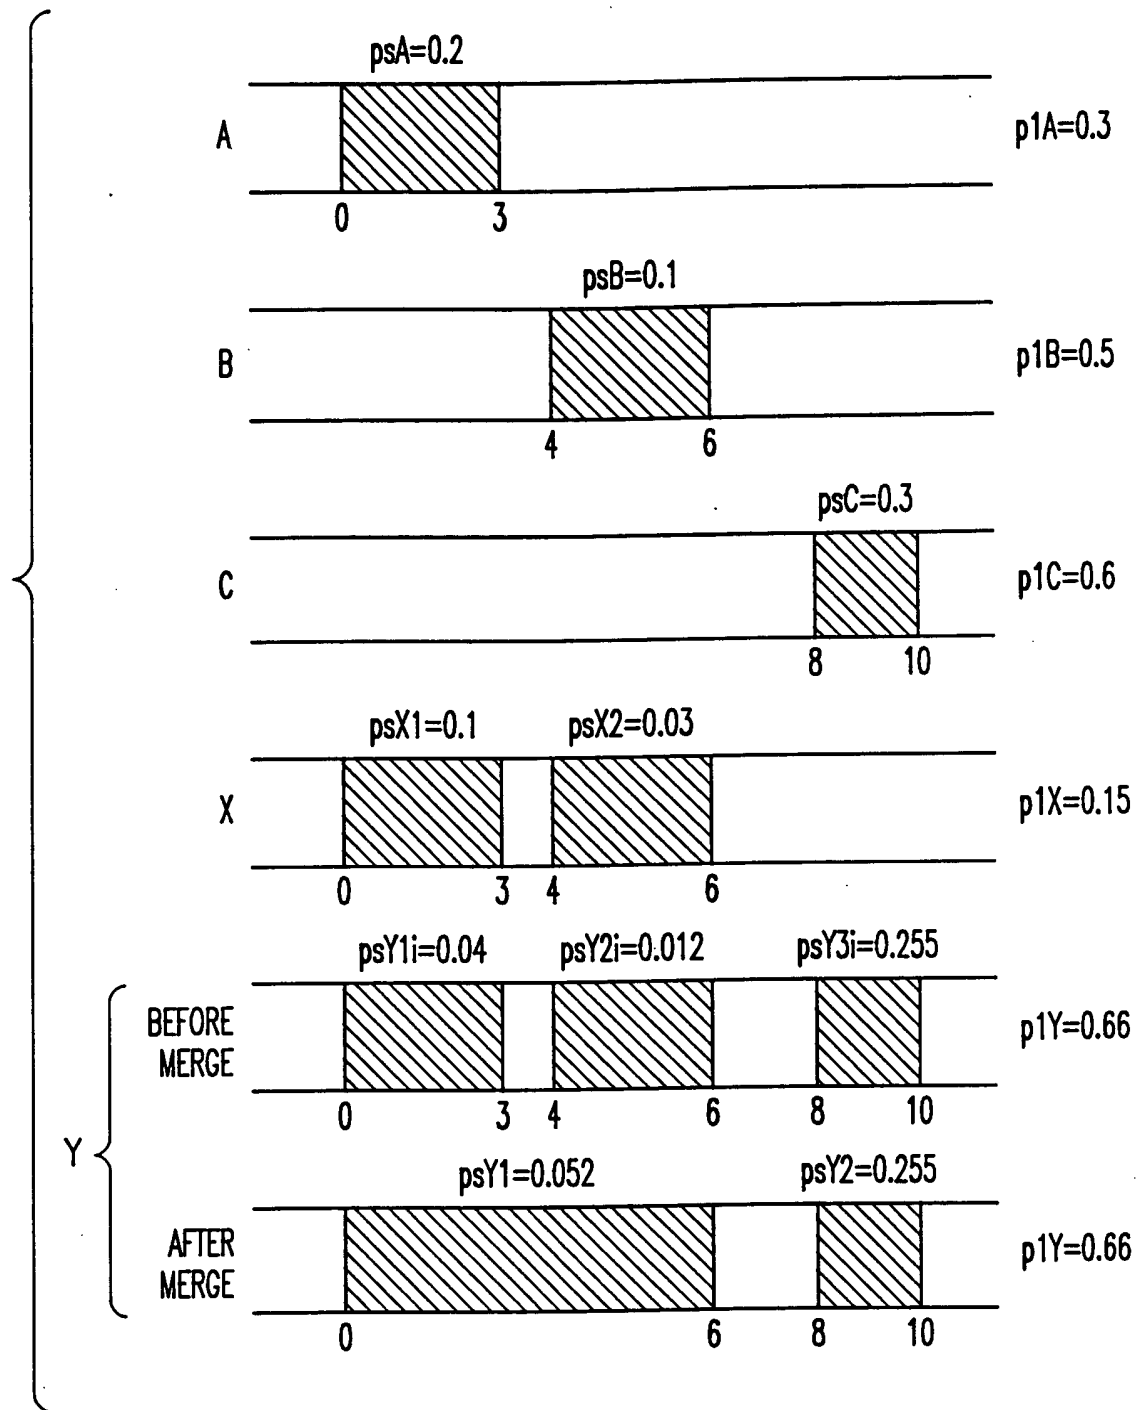 psA=0.2
A
p1A=0.3
0 3
psB=0.1
B
p1B=0.5
4 6
psC=0.3
C
p1C=0.6
8 10
psX1=0.1 psX2=0.03
X
p1X=0.15
0 3 4 6
psY1i=0.04 psY2i=0.012 psY3i=0.255
BEFORE
MERGE
p1Y=0.66
0 3 4 6 8 10
Y
psY1=0.052 psY2=0.255
AFTER
MERGE
p1Y=0.66
0 6 8 10